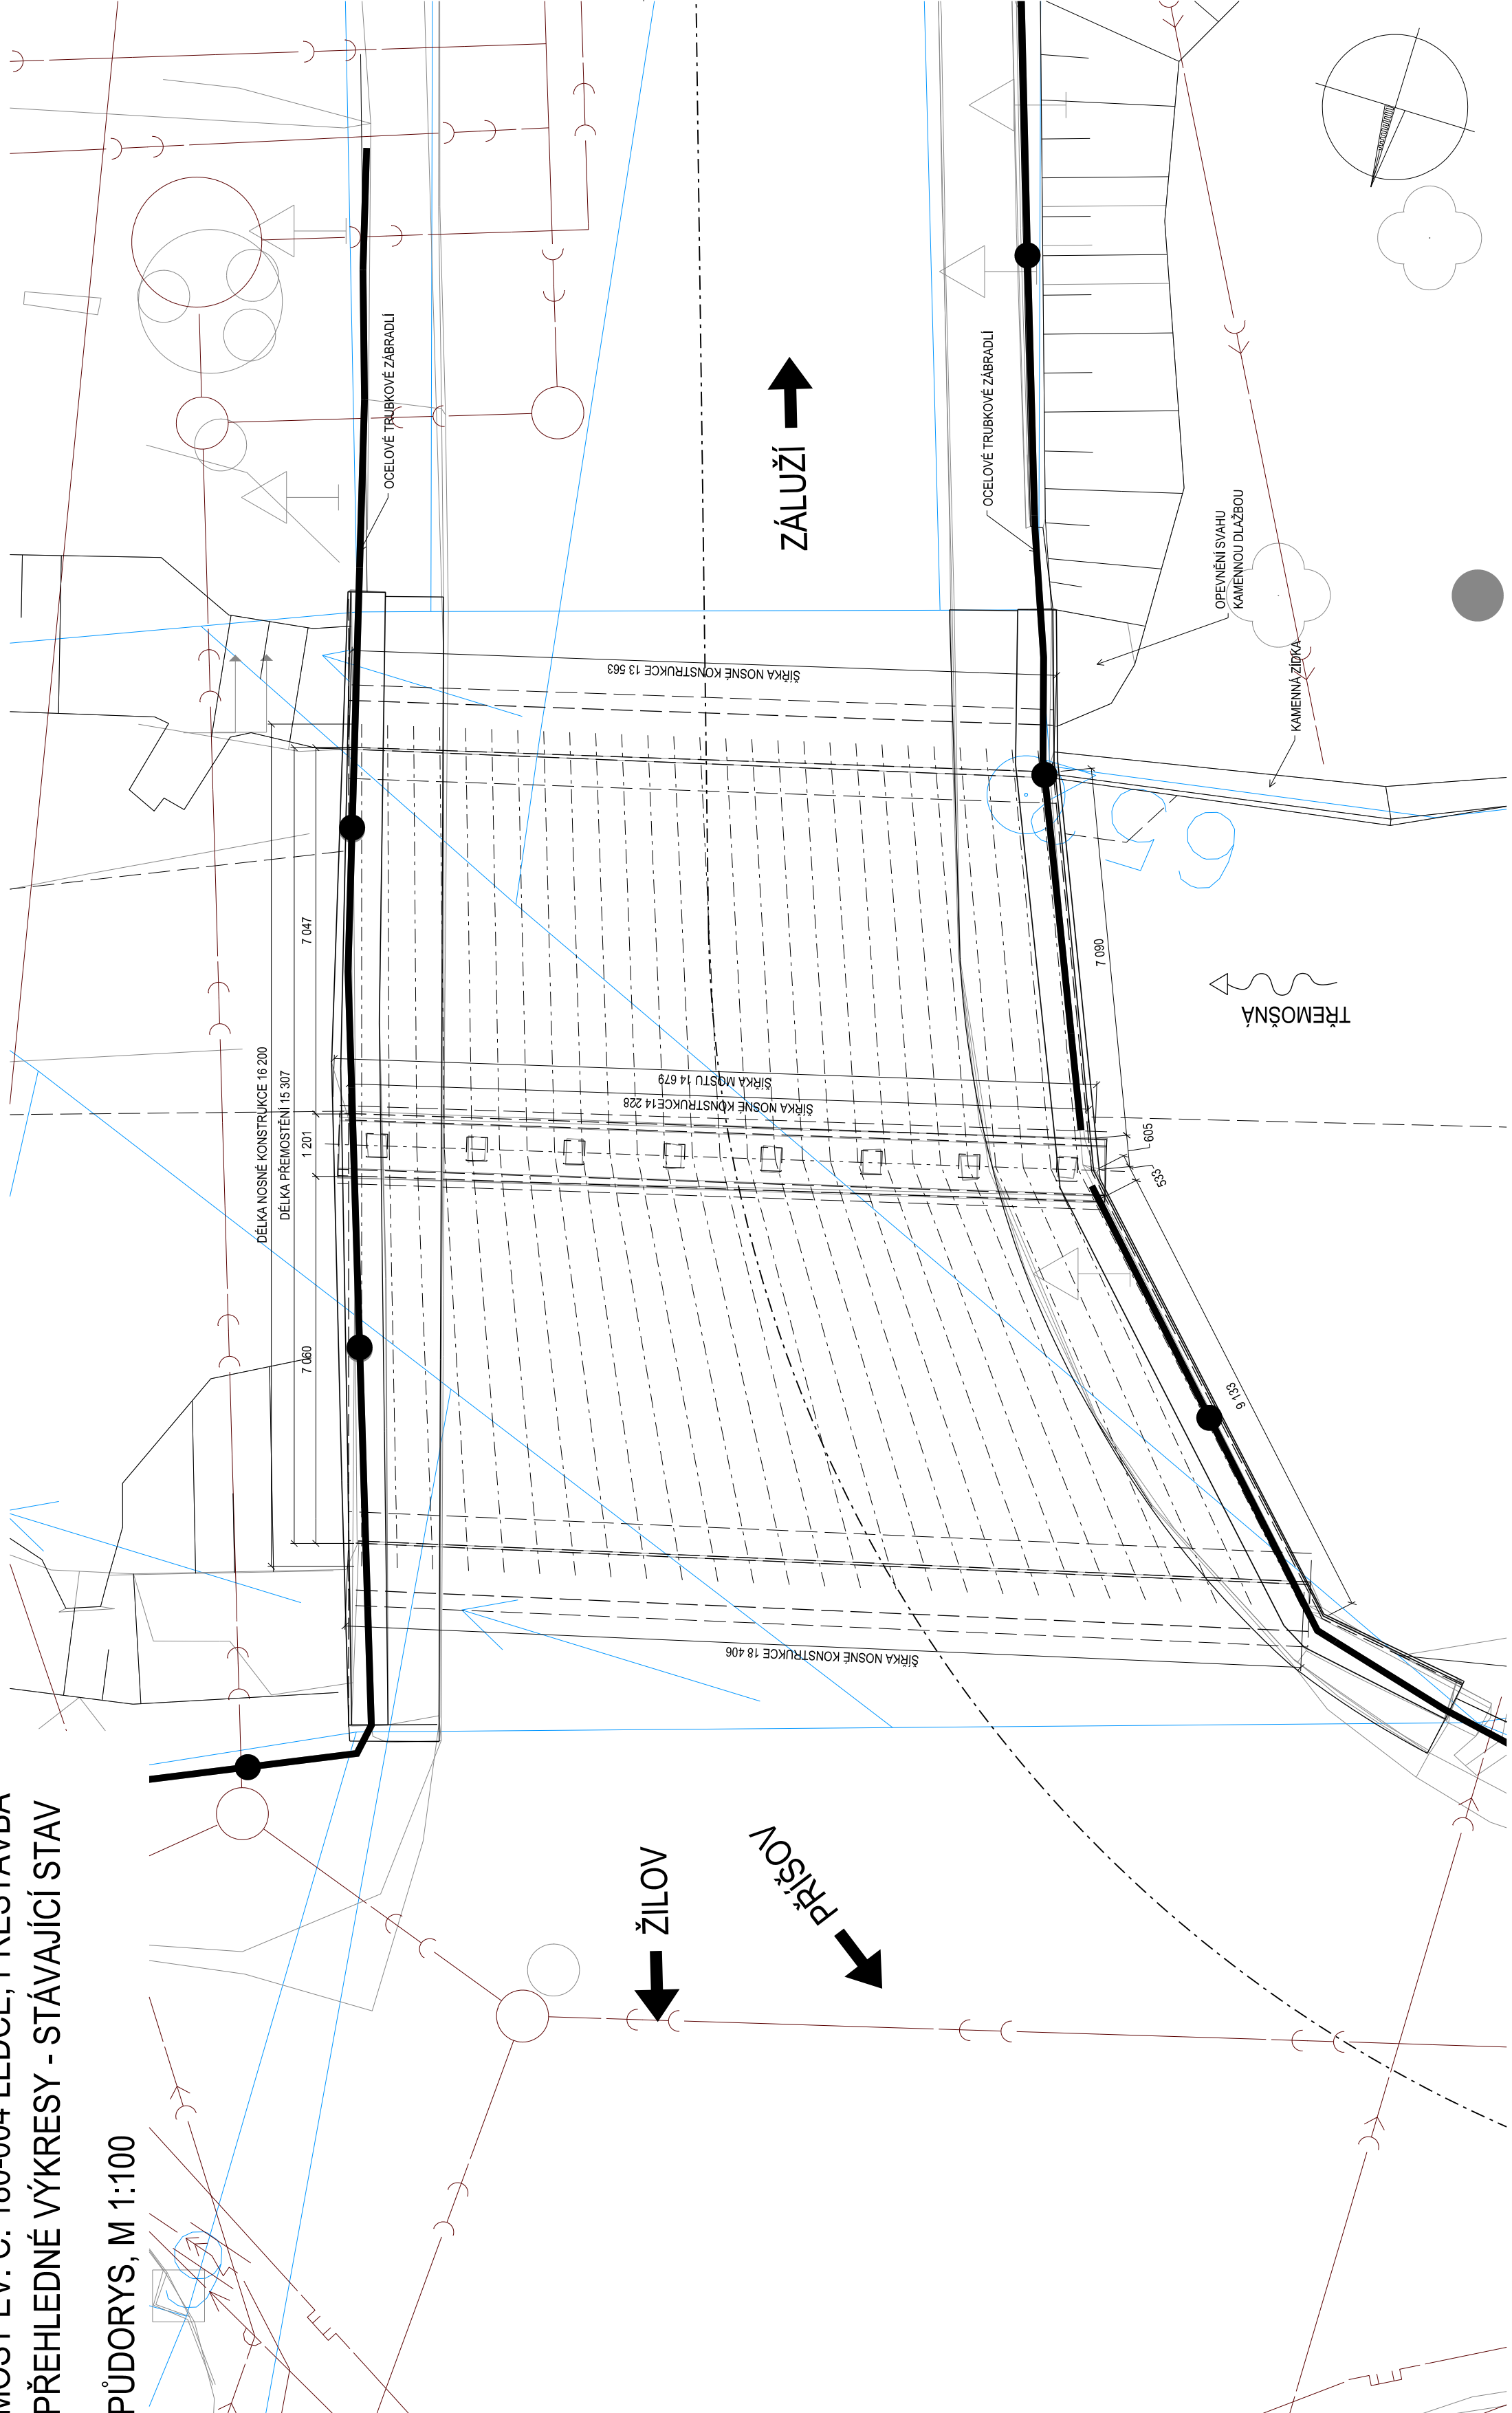 PŘEHLEDNÉ VÝKRESY - STÁVAJÍCÍ STAV
PŮDORYS, M 1:100
OCELOVÉ TRUBKOVÉ ZÁBRADLÍ
OCELOVÉ TRUBKOVÉ ZÁBRADLÍ
ZÁLUŽÍ
OPEVNĚNÍ SVAHU
KAMENNOU DLAŽBOU
KAMENNÁ ZÍDKA
ŠÍŘKA NOSNÉ KONSTRUKCE 13 563
DÉLKA NOSNÉ KONSTRUKCE 16 200
DÉLKA PŘEMOSTĚNÍ 15 307
7 047
1 201
7 060
ŠÍŘKA MOSTU 14 679
ŠÍŘKA NOSNÉ KONSTRUKCE14 228
7 090
605
533
9 133
TŘEMOŠNÁ
ŠÍŘKA NOSNÉ KONSTRUKCE 18 406
ŽILOV
PŘÍŠOV